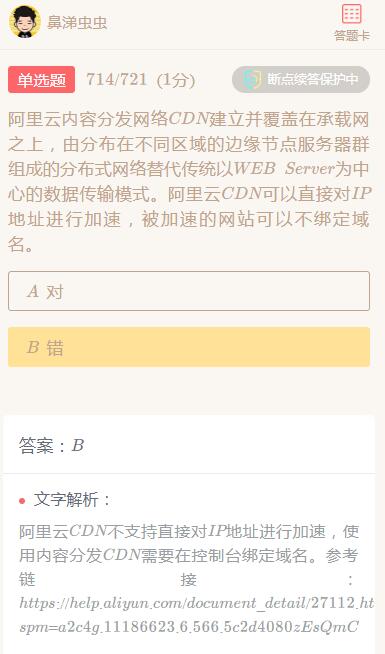 鼻涕虫虫
答题卡
单选题 714/721 (1分) 断点续答保护中
阿里云内容分发网络CDN建立并覆盖在承载网
之上，由分布在不同区域的边缘节点服务器群
组成的分布式网络替代传统以WEB Server为中
心的数据传输模式。阿里云CDN可以直接对IP
地址进行加速，被加速的网站可以不绑定域
名。
A 对
B 错
答案：B
文字解析：
阿里云CDN不支持直接对IP地址进行加速，使
用内容分发CDN需要在控制台绑定域名。参考
链接：
https://help.aliyun.com/document_detail/27112.ht
spm=a2c4g.11186623.6.566.5c2d4080zEsQmC